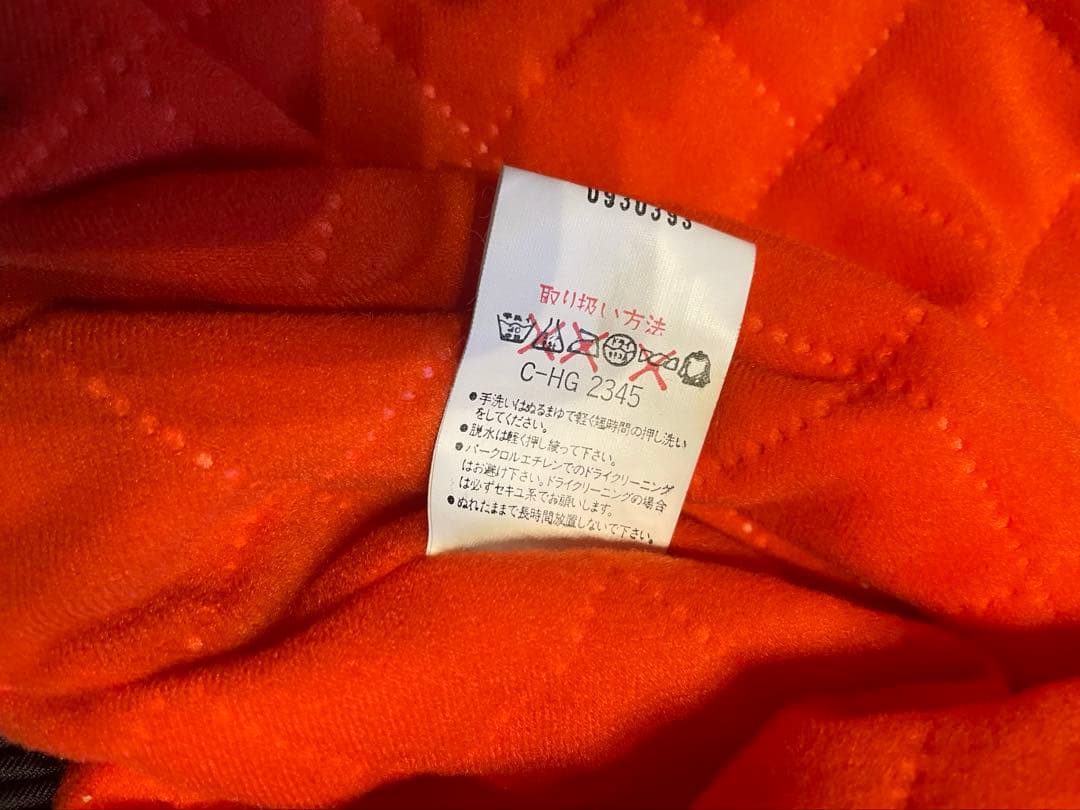 0930393
取り扱い方法
C-HG 2345
●手洗いはぬるまゆで軽く短時間の押し洗い
をしてください。
●脱水は軽く押し絞って下さい。
●パークロルエチレンでのドライクリーニング
はお避け下さい。ドライクリーニングの場合
は必ずセキユ系でお願いします。
●ぬれたままで長時間放置しないで下さい。